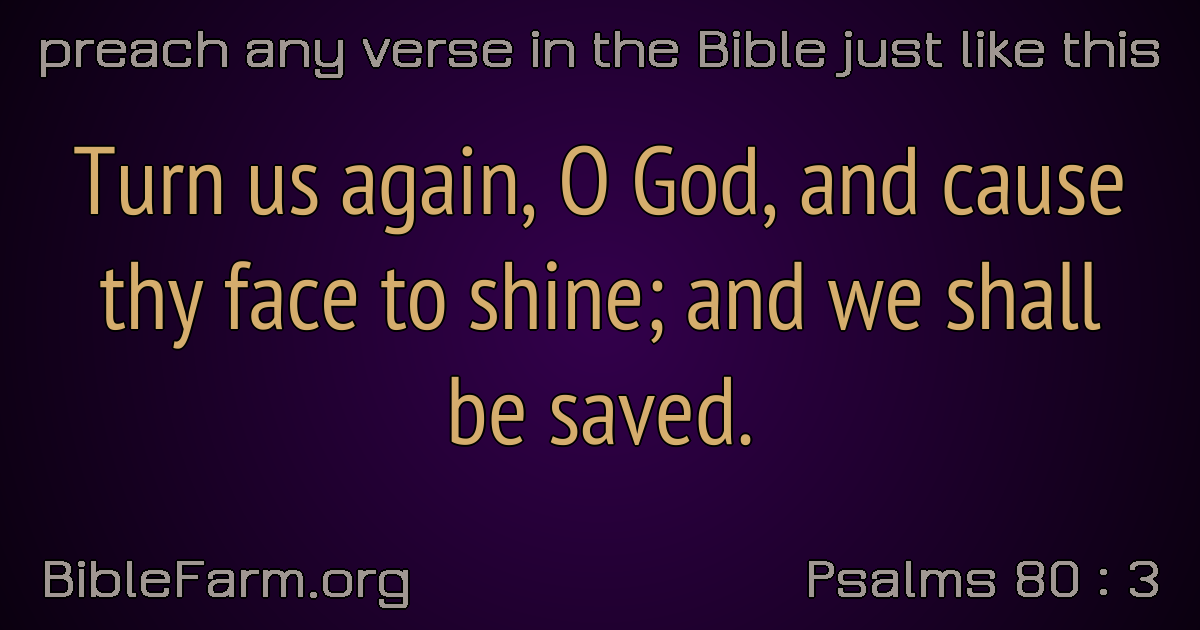 preach any verse in the Bible just like this
Turn us again, O God, and cause
thy face to shine; and we shall
be saved.
BibleFarm.org
Psalms 80 : 3